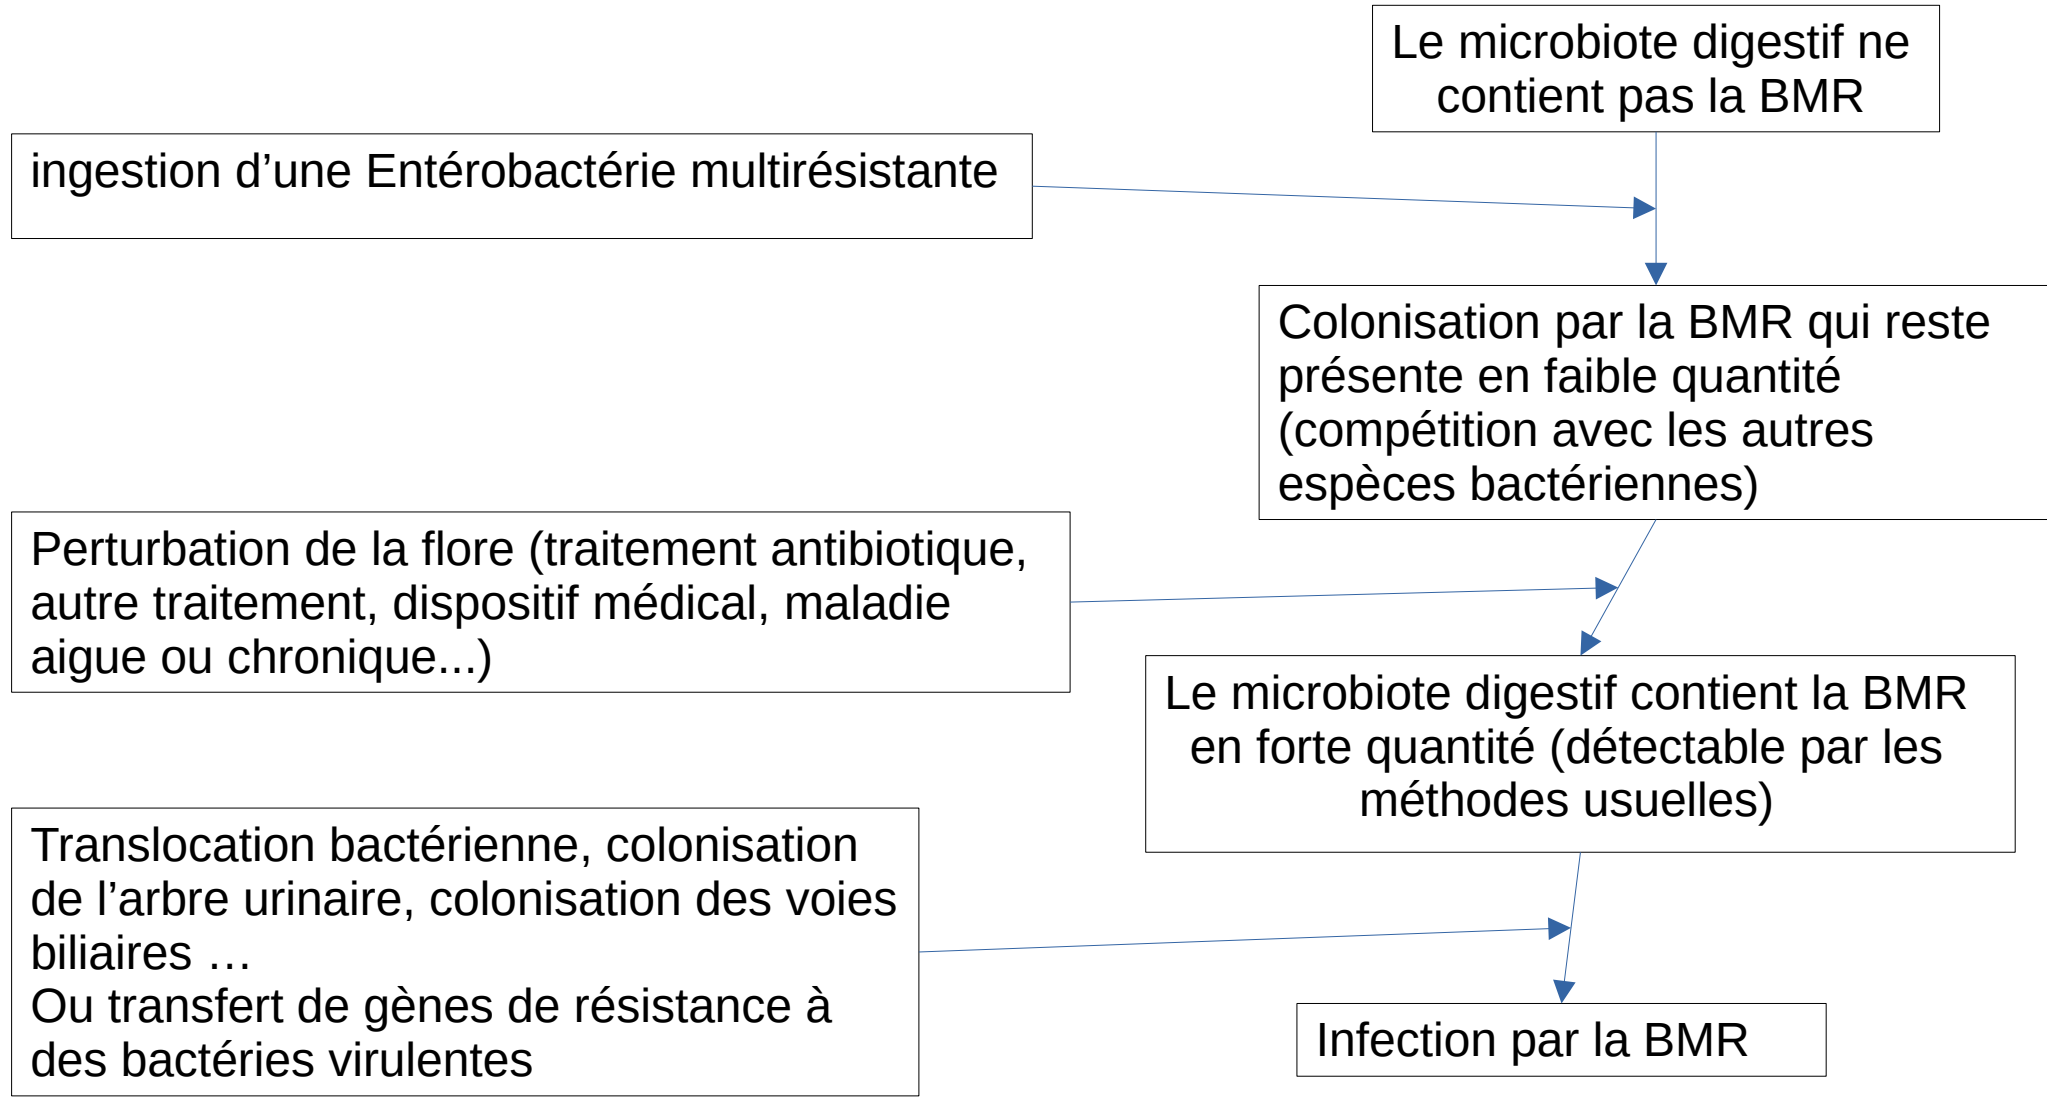 Le microbiote digestif ne
contient pas la BMR
ingestion d’une Entérobactérie multirésistante
Colonisation par la BMR qui reste
présente en faible quantité
(compétition avec les autres
espèces bactériennes)
Perturbation de la flore (traitement antibiotique,
autre traitement, dispositif médical, maladie
aigue ou chronique...)
Le microbiote digestif contient la BMR
en forte quantité (détectable par les
méthodes usuelles)
Translocation bactérienne, colonisation
de l’arbre urinaire, colonisation des voies
biliaires …
Ou transfert de gènes de résistance à
des bactéries virulentes
Infection par la BMR